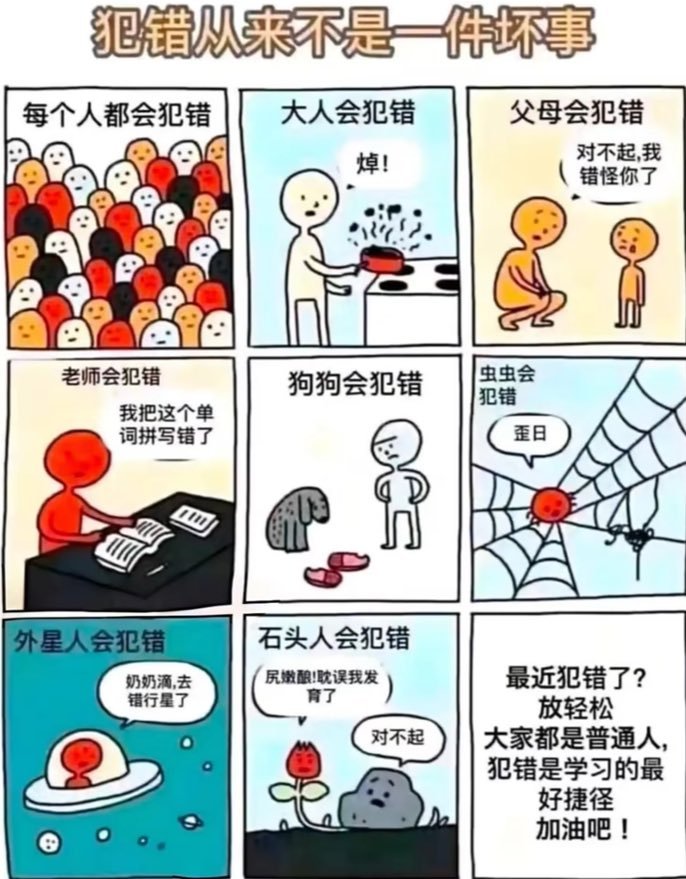 犯错从来不是一件坏事
每个人都会犯错
大人会犯错
焯!
父母会犯错
对不起,我
错怪你了
老师会犯错
我把这个单
词拼写错了
狗狗会犯错
虫虫会
犯错
歪日
外星人会犯错
奶奶滴,去
错行星了
石头人会犯错
尻嫩酿!耽误我发
育了
对不起
最近犯错了?
放轻松
大家都是普通人,
犯错是学习的最
好捷径
加油吧!